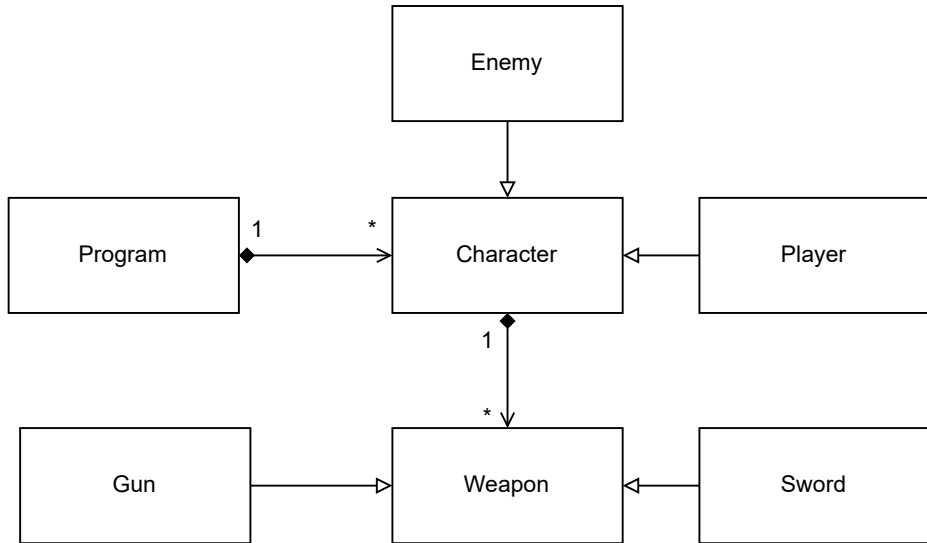 Enemy
Program
1
*
Character
Player
1
*
Gun
Weapon
Sword